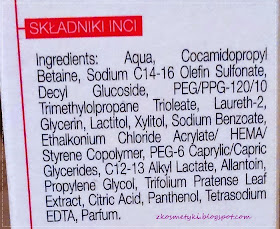 SKŁADNIKI INCI
Ingredients: Aqua, Cocamidopropyl
Betaine, Sodium C14-16 Olefin Sulfonate,
Decyl Glucoside, PEG/PPG-120/10
Trimethylolpropane Trioleate, Laureth-2,
Glycerin, Lactitol, Xylitol, Sodium Benzoate,
Ethalkonium Chloride Acrylate/ HEMA/
Styrene Copolymer, PEG-6 Caprylic/Capric
Glycerides, C12-13 Alkyl Lactate, Allantoin,
Propylene Glycol, Trifolium Pratense Leaf
Extract, Citric Acid, Panthenol, Tetrasodium
EDTA, Parfum.
zkosmetyki.blogspot.com